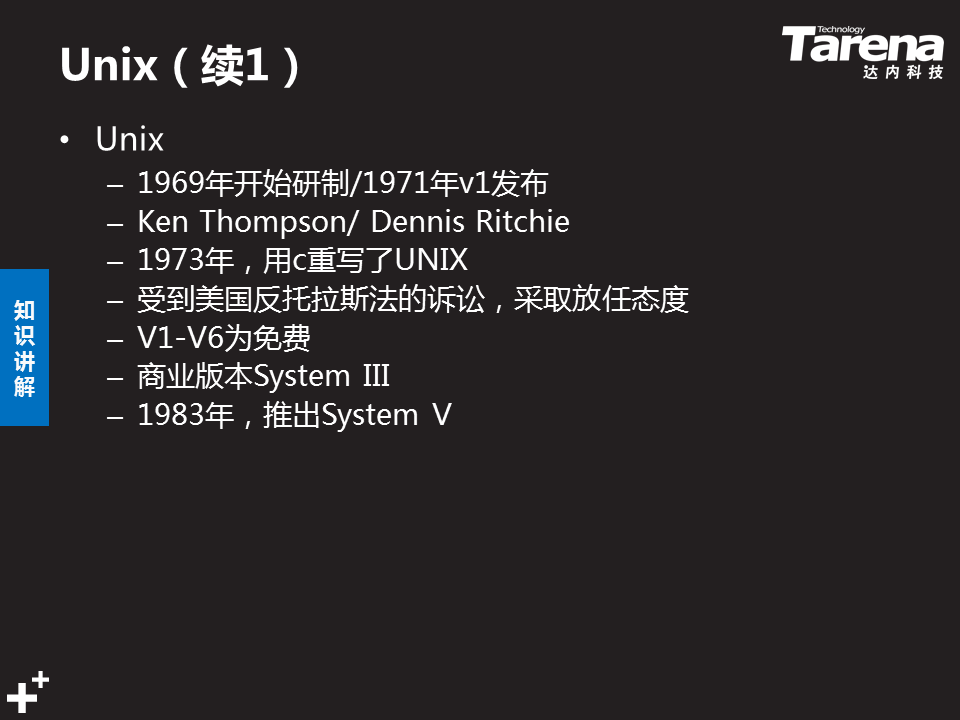 Unix（续1）
Technology
Tarena
达内科技
• Unix
– 1969年开始研制/1971年v1发布
– Ken Thompson/ Dennis Ritchie
– 1973年，用c重写了UNIX
– 受到美国反托拉斯法的诉讼，采取放任态度
– V1-V6为免费
– 商业版本System III
– 1983年，推出System V
知识讲解